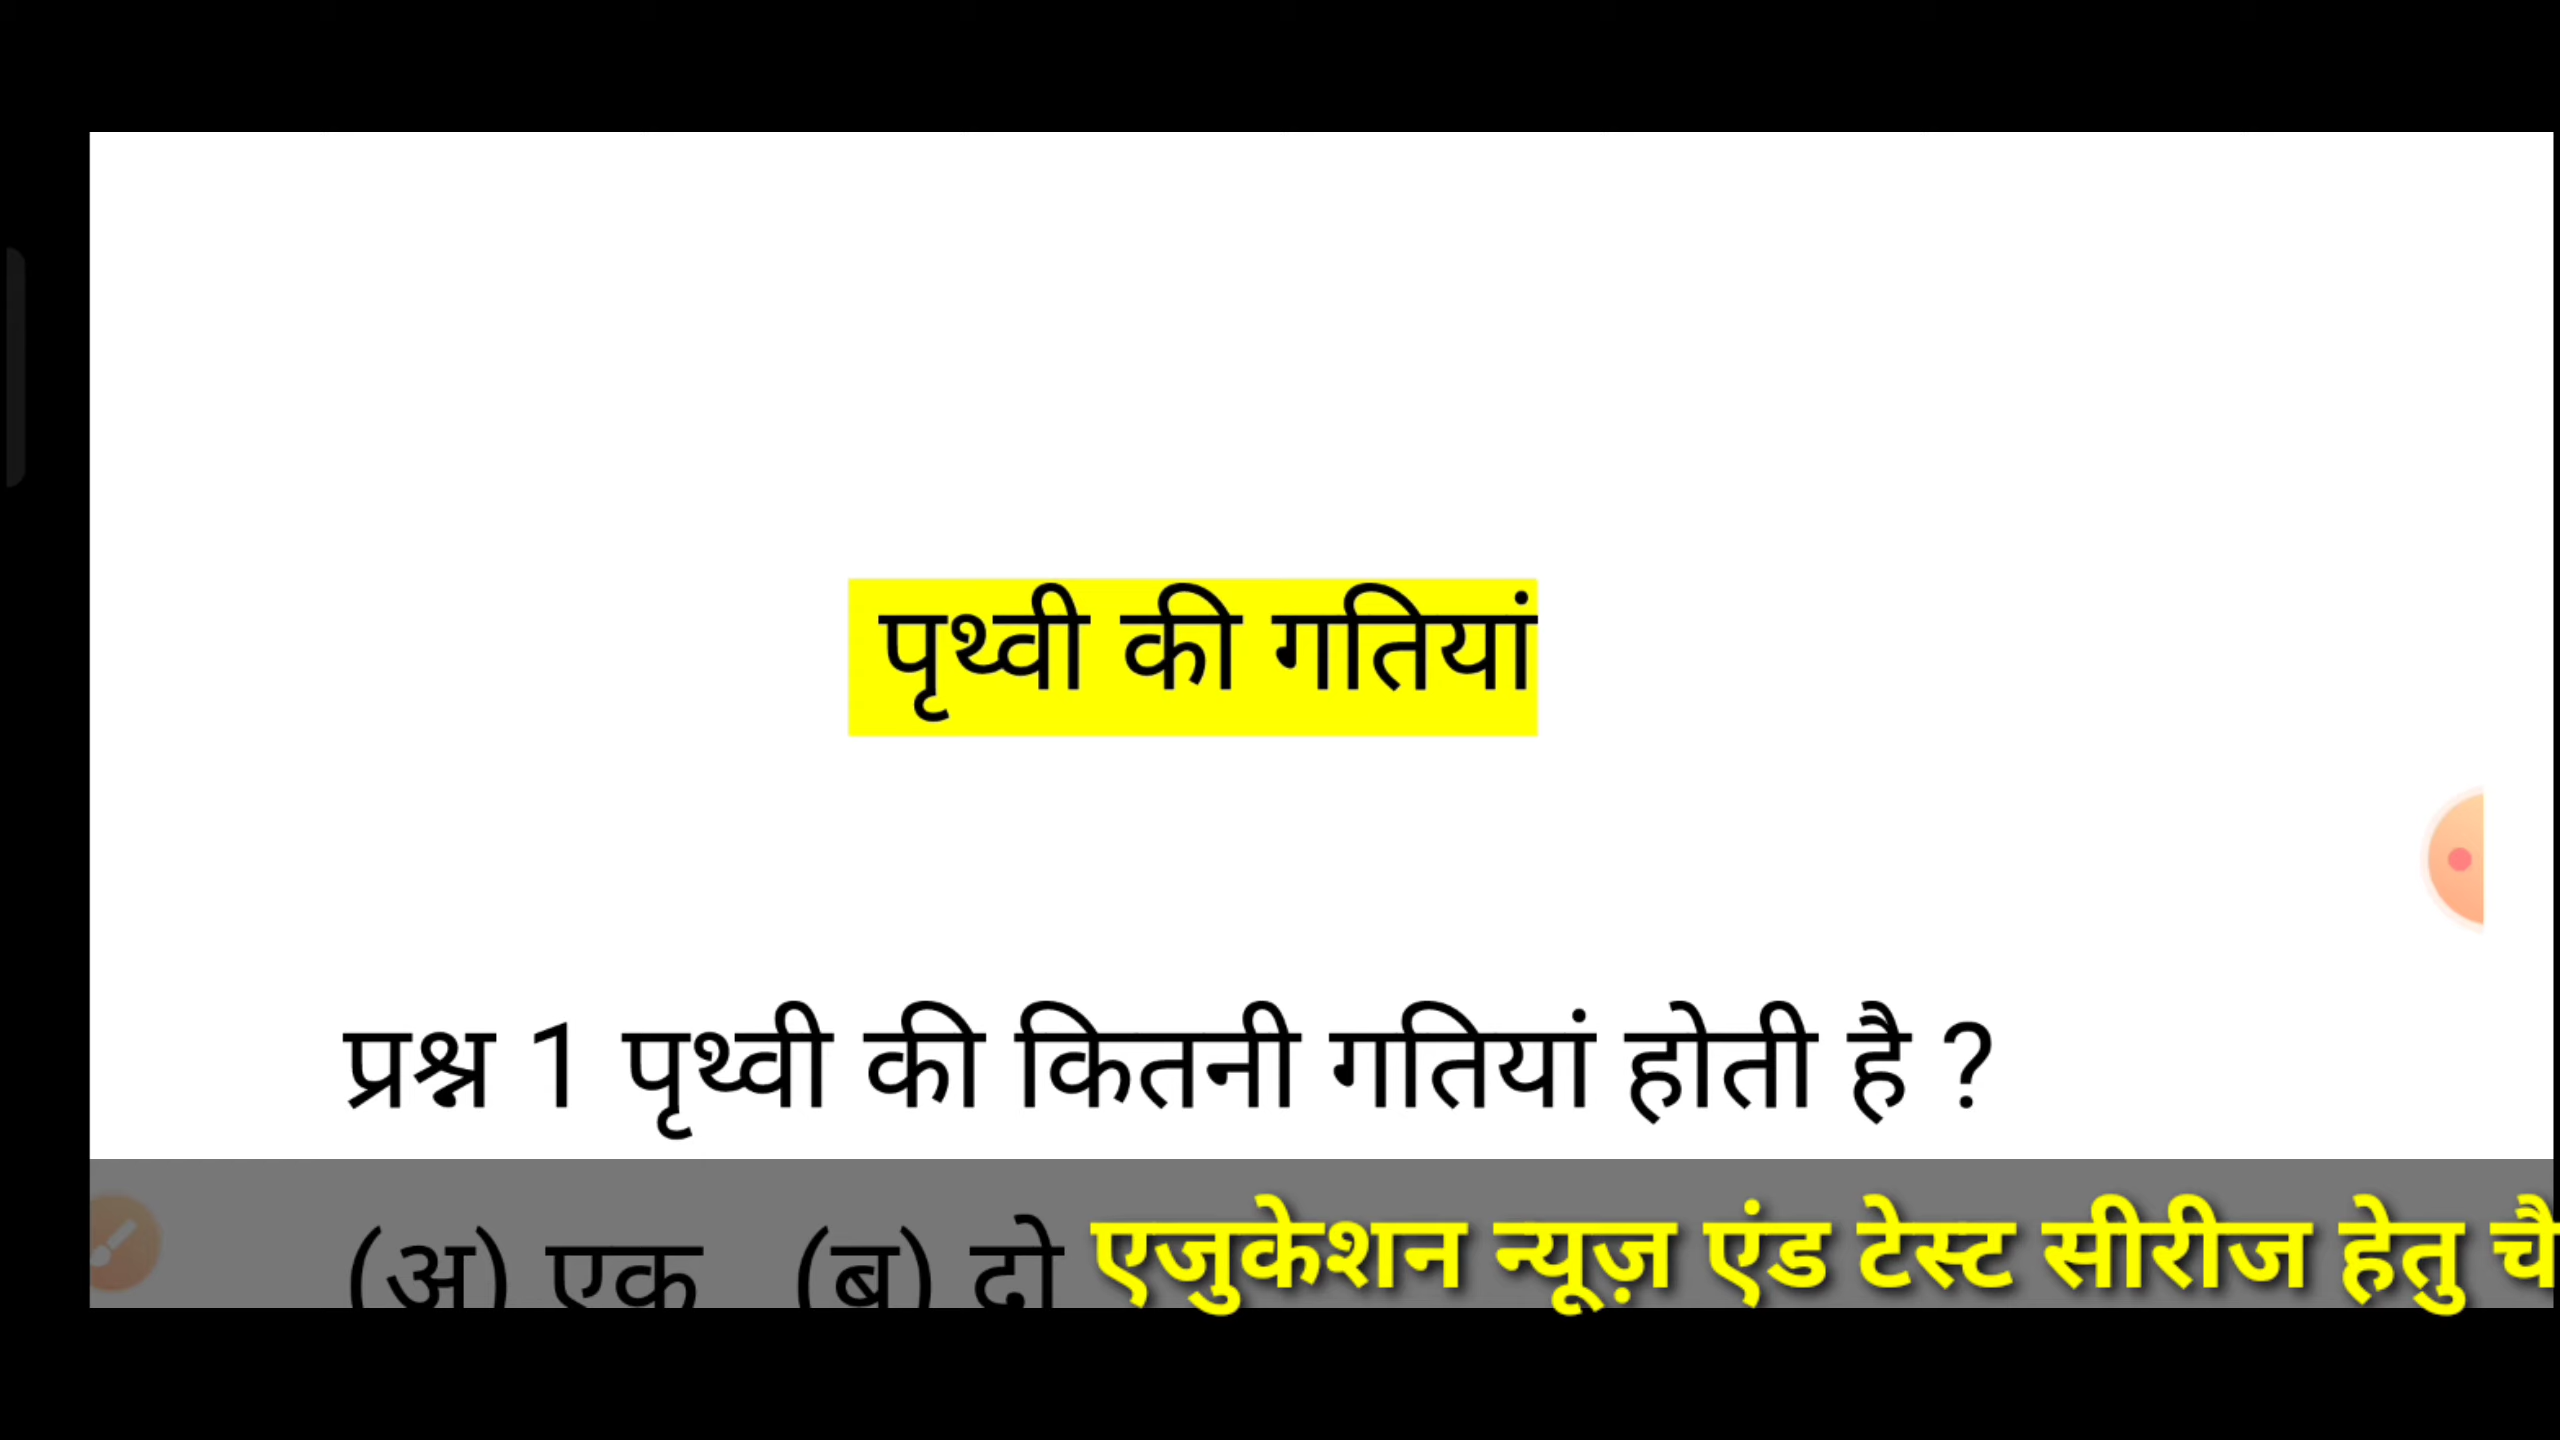 पृथ्वी की गतियां
प्रश्न 1 पृथ्वी की कितनी गतियां होती है ?
(अ) एक (ब) दो
एजुकेशन न्यूज़ एंड टेस्ट सीरीज हेतु